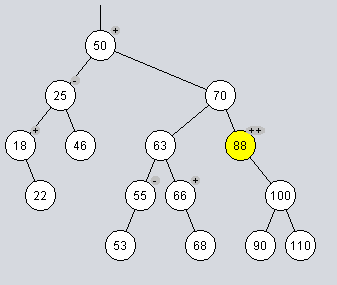 50 +
25 - 70
18 + 46 63 88 ++
22 55 - 66 + 100
53 68 90 110